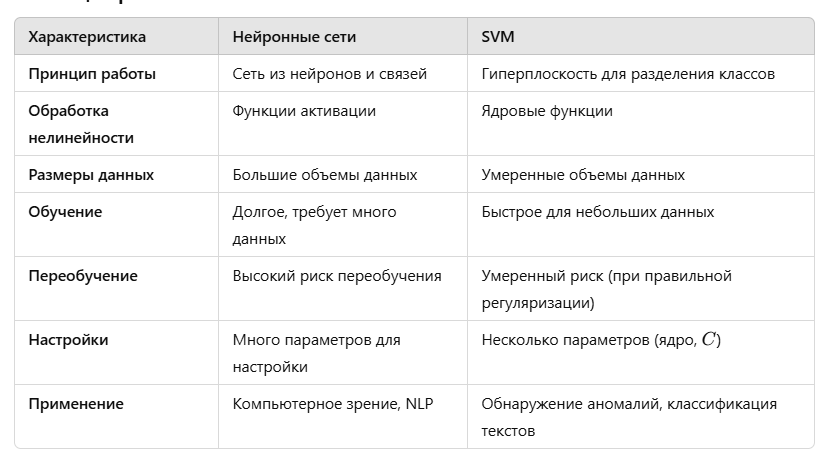 Характеристика Нейронные сети SVM
Принцип работы Сеть из нейронов и связей Гиперплоскость для разделения классов
Обработка Функции активации Ядровые функции
нелинейности
Размеры данных Большие объемы данных Умеренные объемы данных
Обучение Долгое, требует много Быстрое для небольших данных
данных
Переобучение Высокий риск переобучения Умеренный риск (при правильной
регуляризации)
Настройки Много параметров для Несколько параметров (ядро, C)
настройки
Применение Компьютерное зрение, NLP Обнаружение аномалий, классификация
текстов